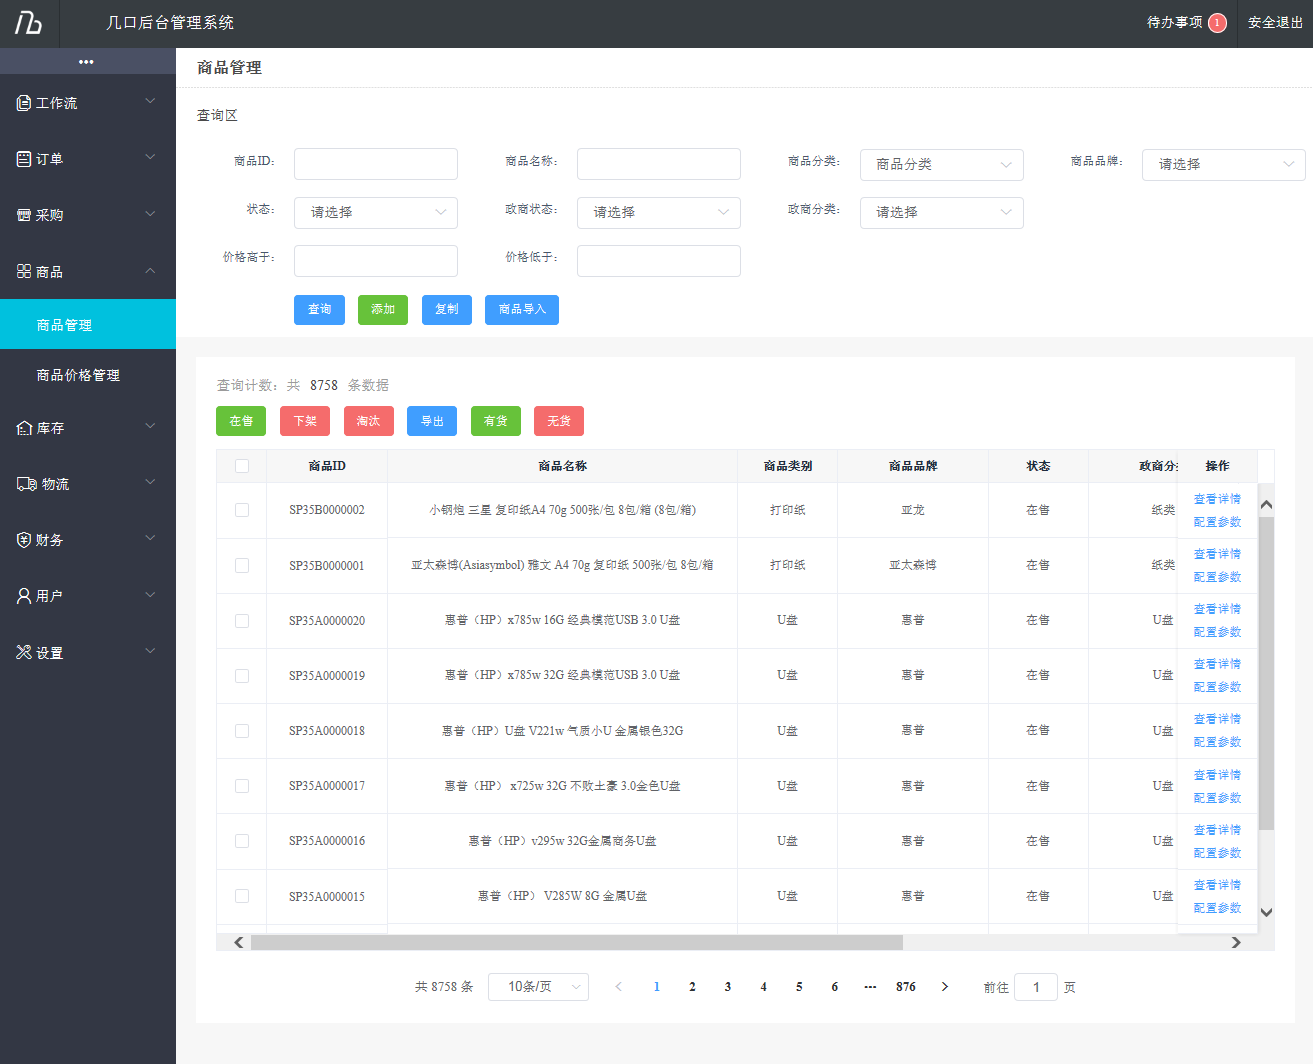 几口后台管理系统 待办事项 1 安全退出
•••
工作流
订单
采购
商品
商品管理
商品价格管理
库存
物流
财务
用户
设置
商品管理
查询区
商品ID: 商品名称: 商品分类: 商品分类 商品品牌: 请选择
状态: 请选择 政商状态: 请选择 政商分类: 请选择
价格高于: 价格低于:
查询 添加 复制 商品导入
查询计数: 共 8758 条数据
在售 下架 淘汰 导出 有货 无货
商品ID 商品名称 商品类别 商品品牌 状态 政商分 操作
SP35B0000002 小钢炮 三星 复印纸A4 70g 500张/包 8包/箱 (8包/箱) 打印纸 亚龙 在售 纸类 查看详情
配置参数
SP35B0000001 亚太森博(Asiasymbol) 雅文 A4 70g 复印纸 500张/包 8包/箱 打印纸 亚太森博 在售 纸类 查看详情
配置参数
SP35A0000020 惠普（HP）x785w 16G 经典模范USB 3.0 U盘 U盘 惠普 在售 U盘 查看详情
配置参数
SP35A0000019 惠普（HP）x785w 32G 经典模范USB 3.0 U盘 U盘 惠普 在售 U盘 查看详情
配置参数
SP35A0000018 惠普（HP）U盘 V221w 气质小U 金属银色32G U盘 惠普 在售 U盘 查看详情
配置参数
SP35A0000017 惠普（HP） x725w 32G 不败土豪 3.0金色U盘 U盘 惠普 在售 U盘 查看详情
配置参数
SP35A0000016 惠普（HP）v295w 32G金属商务U盘 U盘 惠普 在售 U盘 查看详情
配置参数
SP35A0000015 惠普（HP） V285W 8G 金属U盘 U盘 惠普 在售 U盘 查看详情
配置参数
共 8758 条 10条/页 1 2 3 4 5 6 ••• 876 前往 1 页